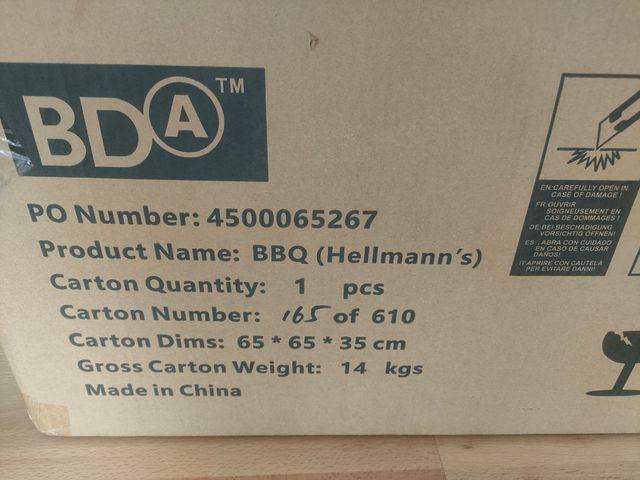 BDA™
PO Number: 4500065267
Product Name: BBQ (Hellmann's)
Carton Quantity: 1 pcs
Carton Number: 165 of 610
Carton Dims: 65 * 65 * 35 cm
Gross Carton Weight: 14 kgs
Made in China
EN:CAREFULLY OPEN IN
CASE OF DAMAGE !
FR:OUVRIR
SOIGNEUSEMENT EN
CAS DE DOMMAGES !
DE:BEI BESCHÄDIGUNG
VORSICHTIG ÖFFNEN!
ES.:ABRA CON CUIDADO
EN CASO DE CAUSAR
DAÑOS!
IT:APRIRE CON CAUTELA
PER EVITARE DANNI!